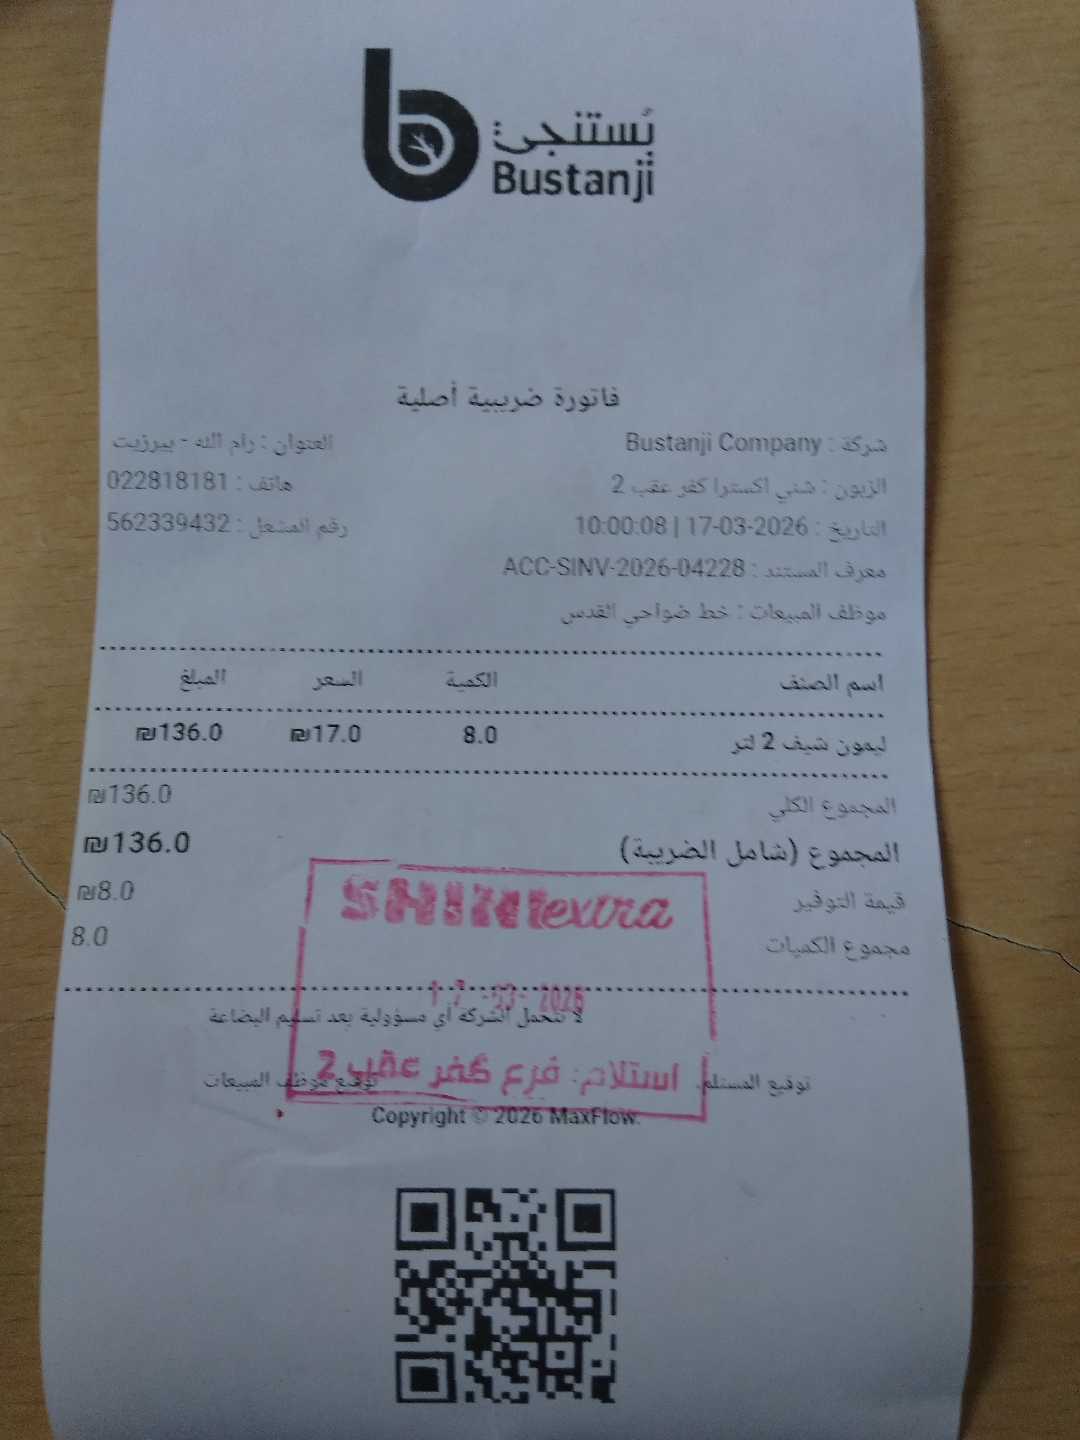 بُستنجي
Bustanji
فاتورة ضريبية أصلية
شركة : Bustanji Company
العنوان : رام الله - بيرزيت
الزبون : شني اكسترا كفر عقب 2
هاتف : 022818181
التاريخ : 17-03-2026 | 10:00:08
رقم المشغل : 562339432
معرف المستند : ACC-SINV-2026-04228
موظف المبيعات : خط ضواحي القدس
اسم الصنف الكمية السعر المبلغ
ليمون شيف 2 لتر 8.0 ₪17.0 ₪136.0
المجموع الكلي ₪136.0
المجموع (شامل الضريبة) ₪136.0
قيمة التوفير ₪8.0
مجموع الكميات 8.0
SHINI extra
17-03-2026
لا تتحمل الشركة أي مسؤولية بعد تسليم البضاعة
استلام: فرع كفر عقب 2
توقيع المستلم توقيع موظف المبيعات
Copyright © 2026 MaxFlow.